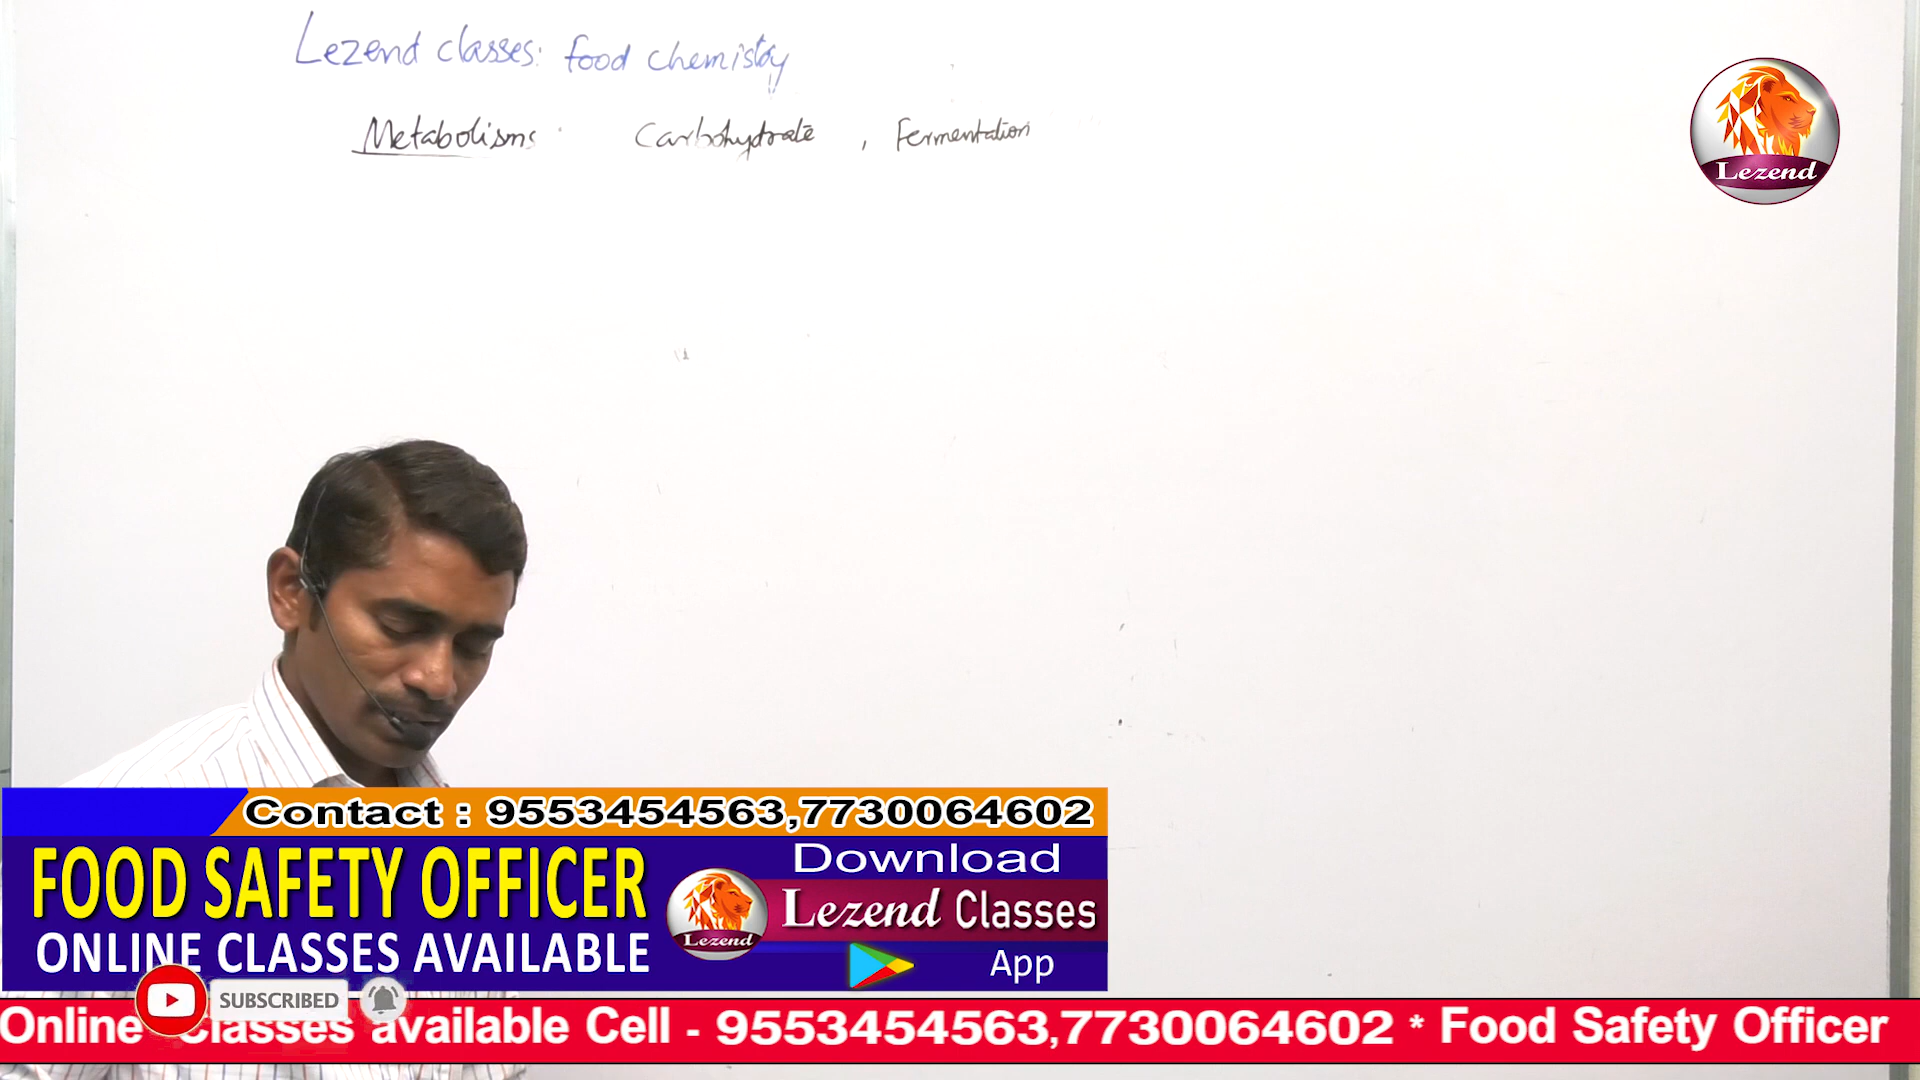 Lezend classes: food chemistry
Metabolisms: Carbohydrate, Fermentation
Lezend
Contact : 9553454563,7730064602
FOOD SAFETY OFFICER
ONLINE CLASSES AVAILABLE
Download
Lezend Classes
App
Lezend
SUBSCRIBED
Online Classes available Cell - 9553454563,7730064602 * Food Safety Officer